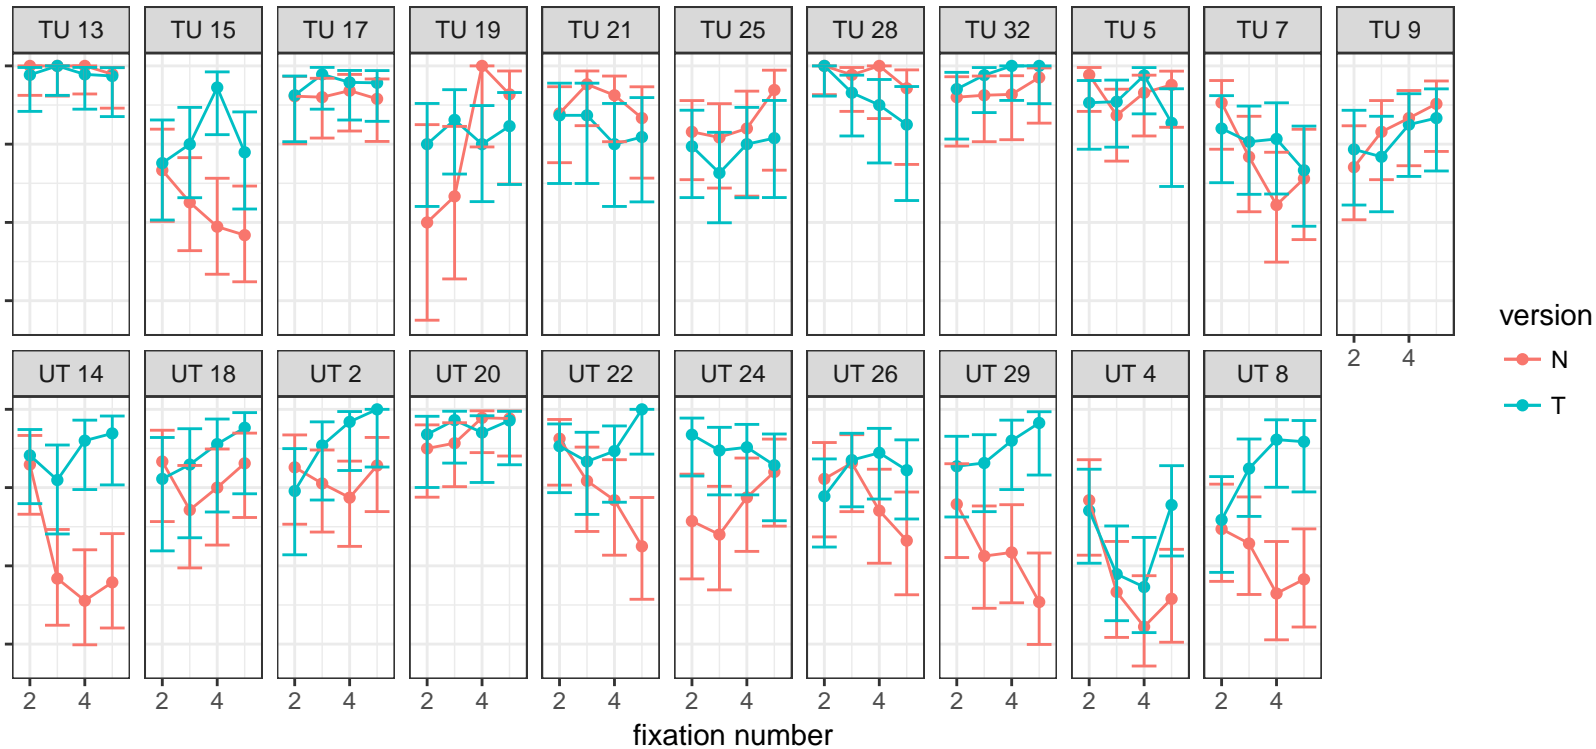 TU 13 TU 15 TU 17 TU 19 TU 21 TU 25 TU 28 TU 32 TU 5 TU 7 TU 9
2 4
UT 14 UT 18 UT 2 UT 20 UT 22 UT 24 UT 26 UT 29 UT 4 UT 8
2 4 2 4 2 4 2 4 2 4 2 4 2 4 2 4 2 4 2 4
fixation number
version
N
T